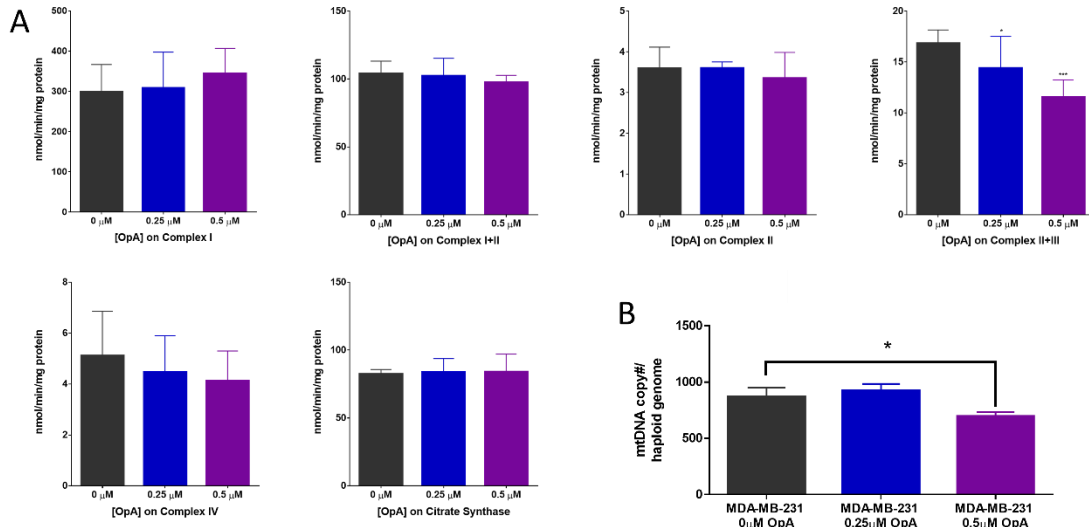 A
nmol/min/mg protein
500
400
300
200
100
0
0 μM 0.25 μM 0.5 μM
[OpA] on Complex I
nmol/min/mg protein
150
100
50
0
0 μM 0.25 μM 0.5 μM
[OpA] on Complex I+II
nmol/min/mg protein
5
4
3
2
1
0
0 μM 0.25 μM 0.5 μM
[OpA] on Complex II
nmol/min/mg protein
20
15
10
5
0
*
***
0 μM 0.25 μM 0.5 μM
[OpA] on Complex II+III
nmol/min/mg protein
8
6
4
2
0
0 μM 0.25 μM 0.5 μM
[OpA] on Complex IV
nmol/min/mg protein
150
100
50
0
0 μM 0.25 μM 0.5 μM
[OpA] on Citrate Synthase
B
mtDNA copy#/
haploid genome
1500
1000
500
0
*
MDA-MB-231 MDA-MB-231 MDA-MB-231
0μM OpA 0.25μM OpA 0.5μM OpA